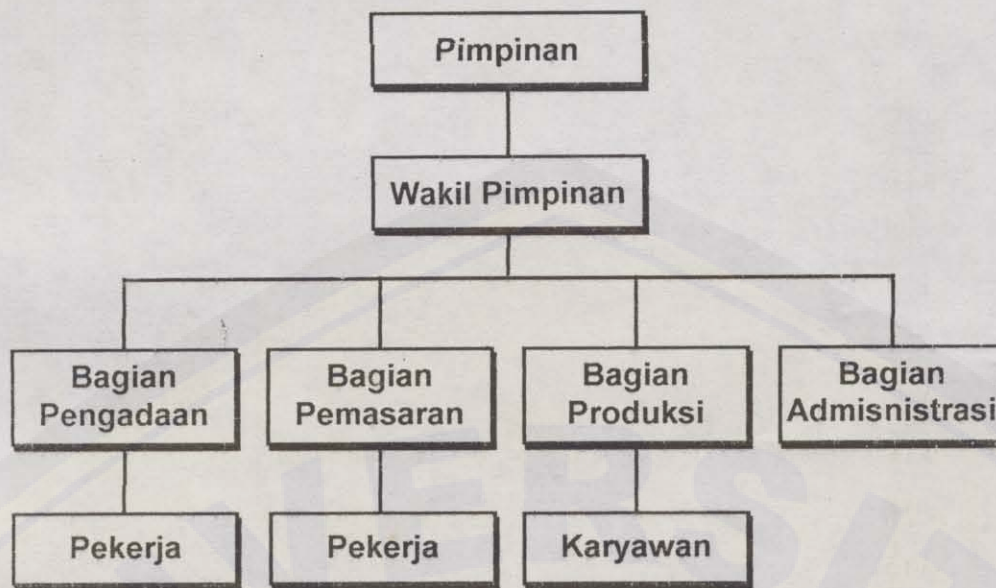 Pimpinan
Wakil Pimpinan
Bagian
Pengadaan
Bagian
Pemasaran
Bagian
Produksi
Bagian
Admisnistrasi
Pekerja
Pekerja
Karyawan